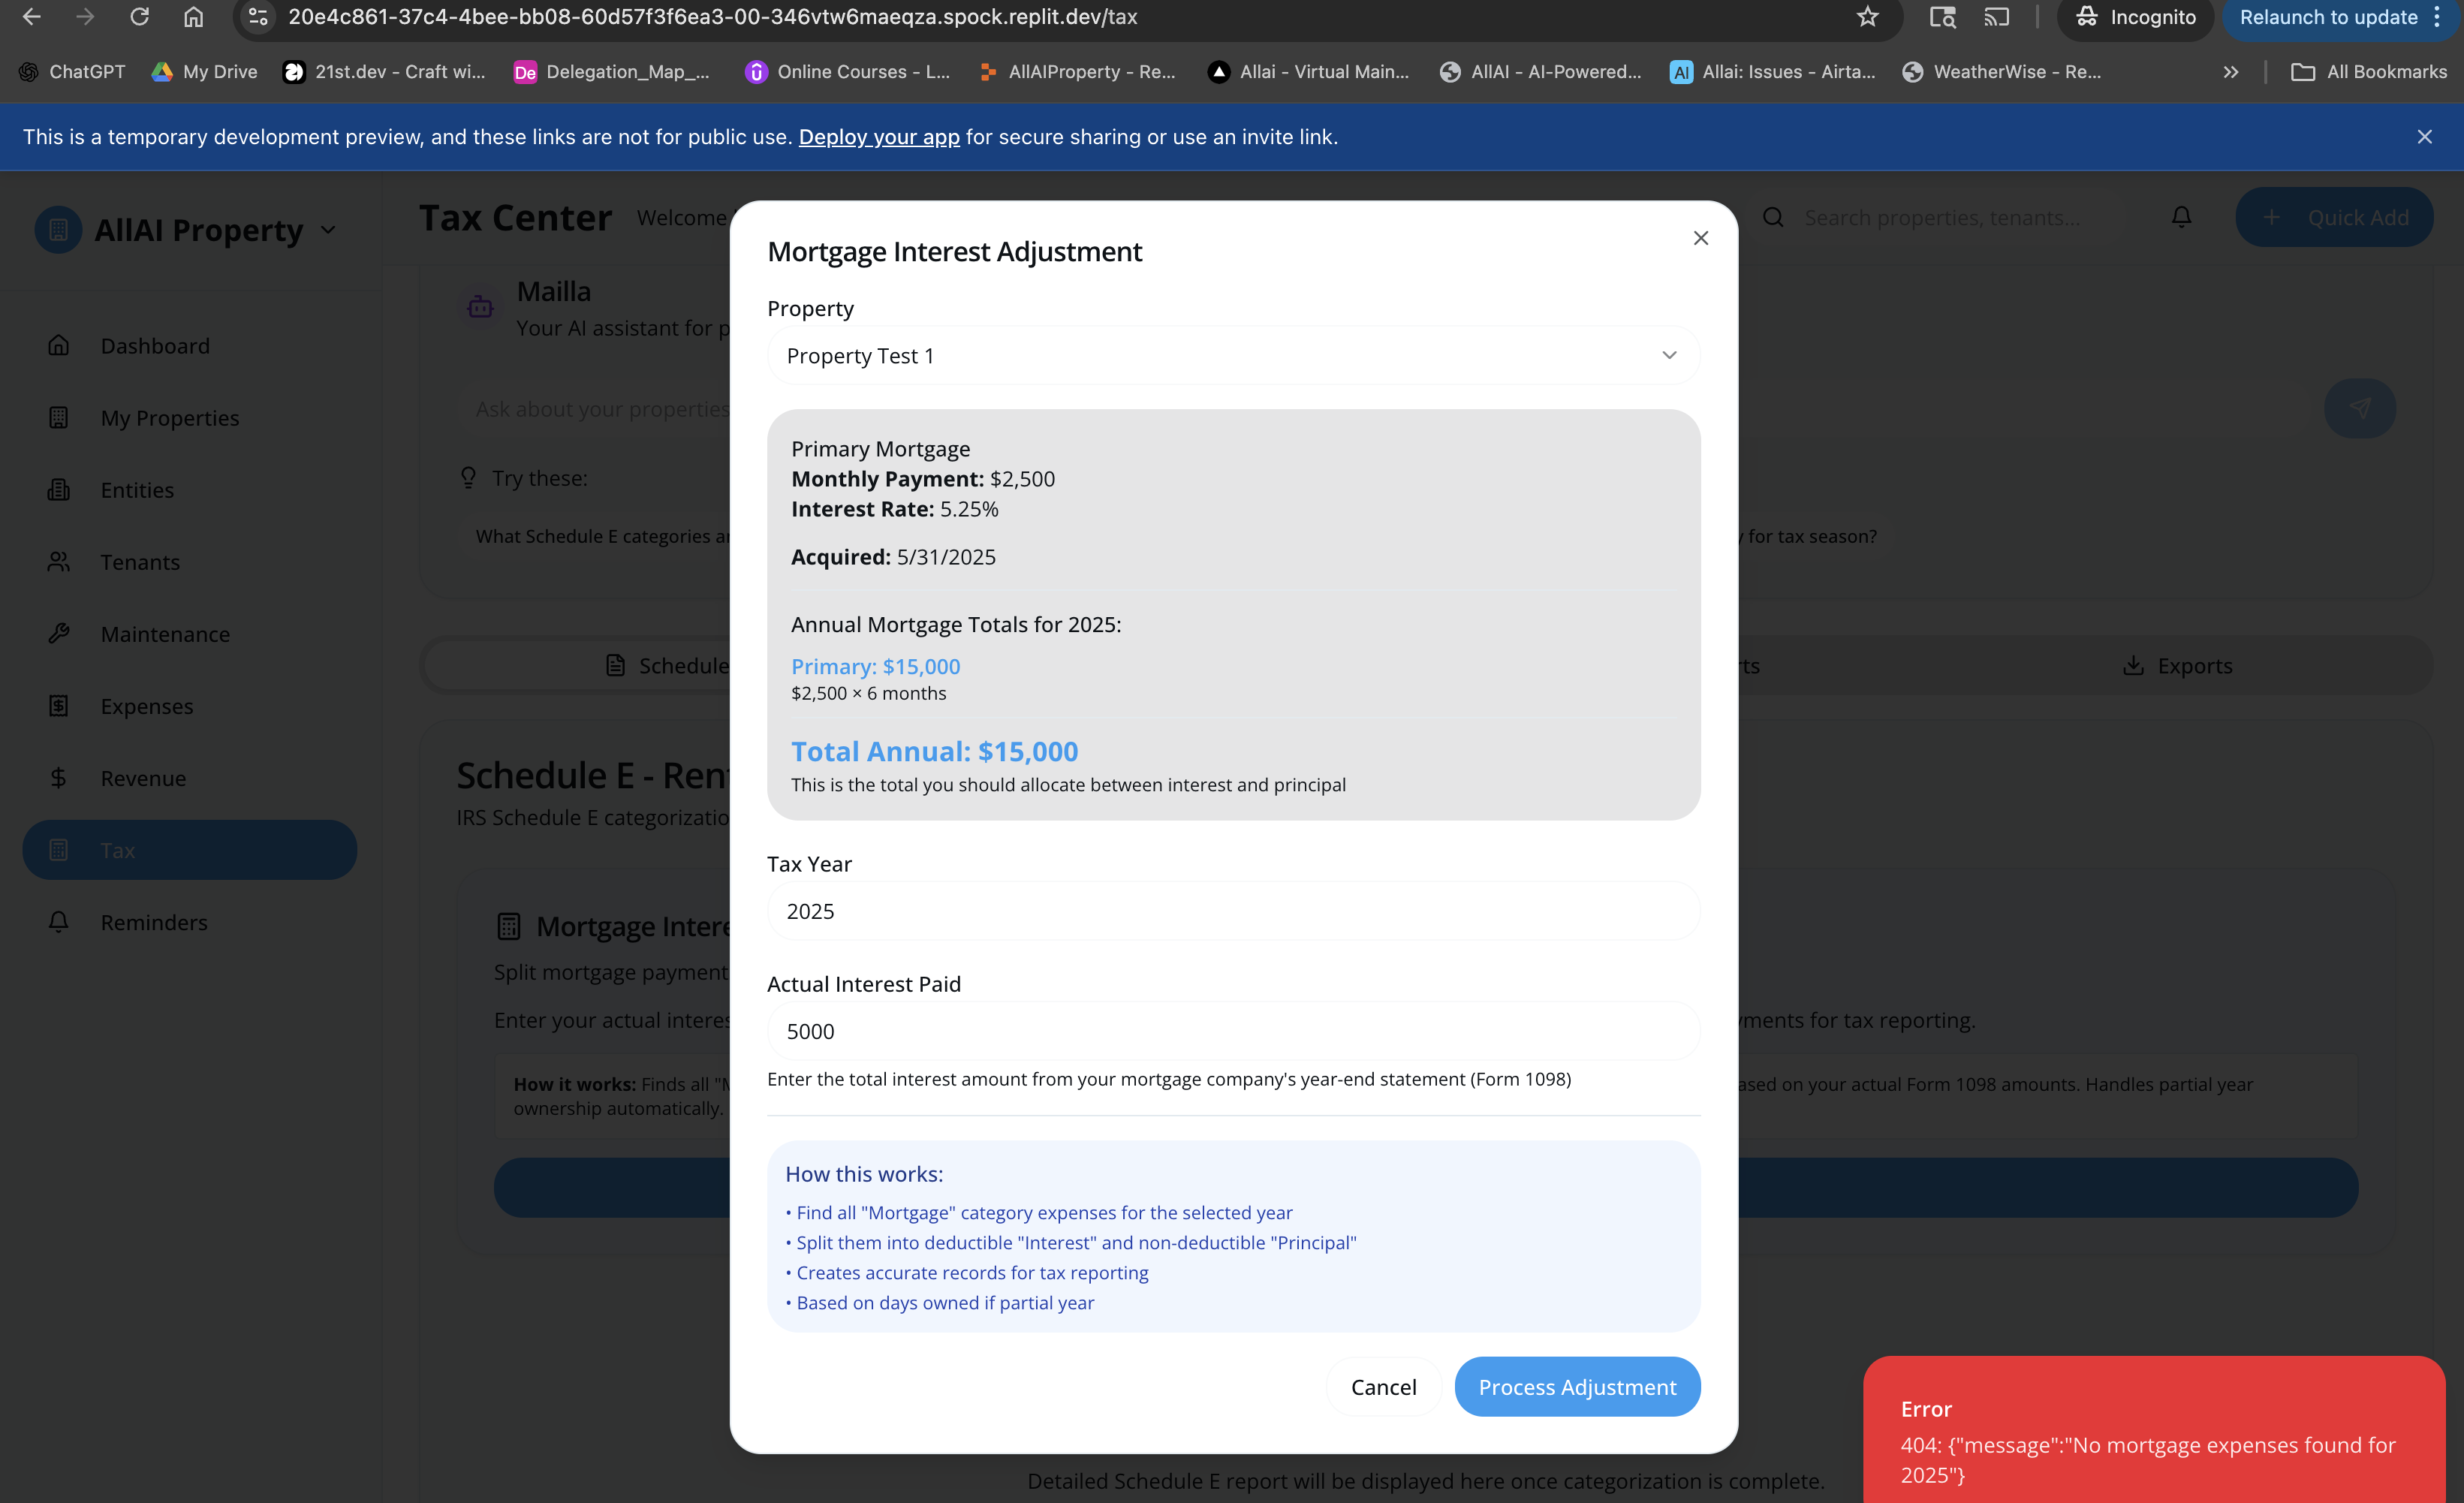 20e4c861-37c4-4bee-bb08-60d57f3f6ea3-00-346vtw6maeqza.spock.replit.dev/tax
Incognito
Relaunch to update
ChatGPT
My Drive
21st.dev - Craft wi...
De
Delegation_Map_...
Online Courses - L...
AllAIProperty - Re...
Allai - Virtual Main...
AllAI - AI-Powered...
AI
Allai: Issues - Airta...
WeatherWise - Re...
All Bookmarks
This is a temporary development preview, and these links are not for public use. Deploy your app for secure sharing or use an invite link.
AllAI Property
Dashboard
My Properties
Entities
Tenants
Maintenance
Expenses
Revenue
Tax
Reminders
Tax Center
Welcome
Search properties, tenants...
Quick Add
Mailla
Your AI assistant for p
Ask about your properties
Try these:
What Schedule E categories ar
y for tax season?
Schedule
rts
Exports
Schedule E - Ren
IRS Schedule E categorizatio
Mortgage Intere
Split mortgage payment
Enter your actual interes
yments for tax reporting.
How it works: Finds all "M
ased on your actual Form 1098 amounts. Handles partial year
ownership automatically.
Detailed Schedule E report will be displayed here once categorization is complete.
Mortgage Interest Adjustment
Property
Property Test 1
Primary Mortgage
Monthly Payment: $2,500
Interest Rate: 5.25%
Acquired: 5/31/2025
Annual Mortgage Totals for 2025:
Primary: $15,000
$2,500 × 6 months
Total Annual: $15,000
This is the total you should allocate between interest and principal
Tax Year
2025
Actual Interest Paid
5000
Enter the total interest amount from your mortgage company's year-end statement (Form 1098)
How this works:
• Find all "Mortgage" category expenses for the selected year
• Split them into deductible "Interest" and non-deductible "Principal"
• Creates accurate records for tax reporting
• Based on days owned if partial year
Cancel
Process Adjustment
Error
404: {"message":"No mortgage expenses found for
2025"}